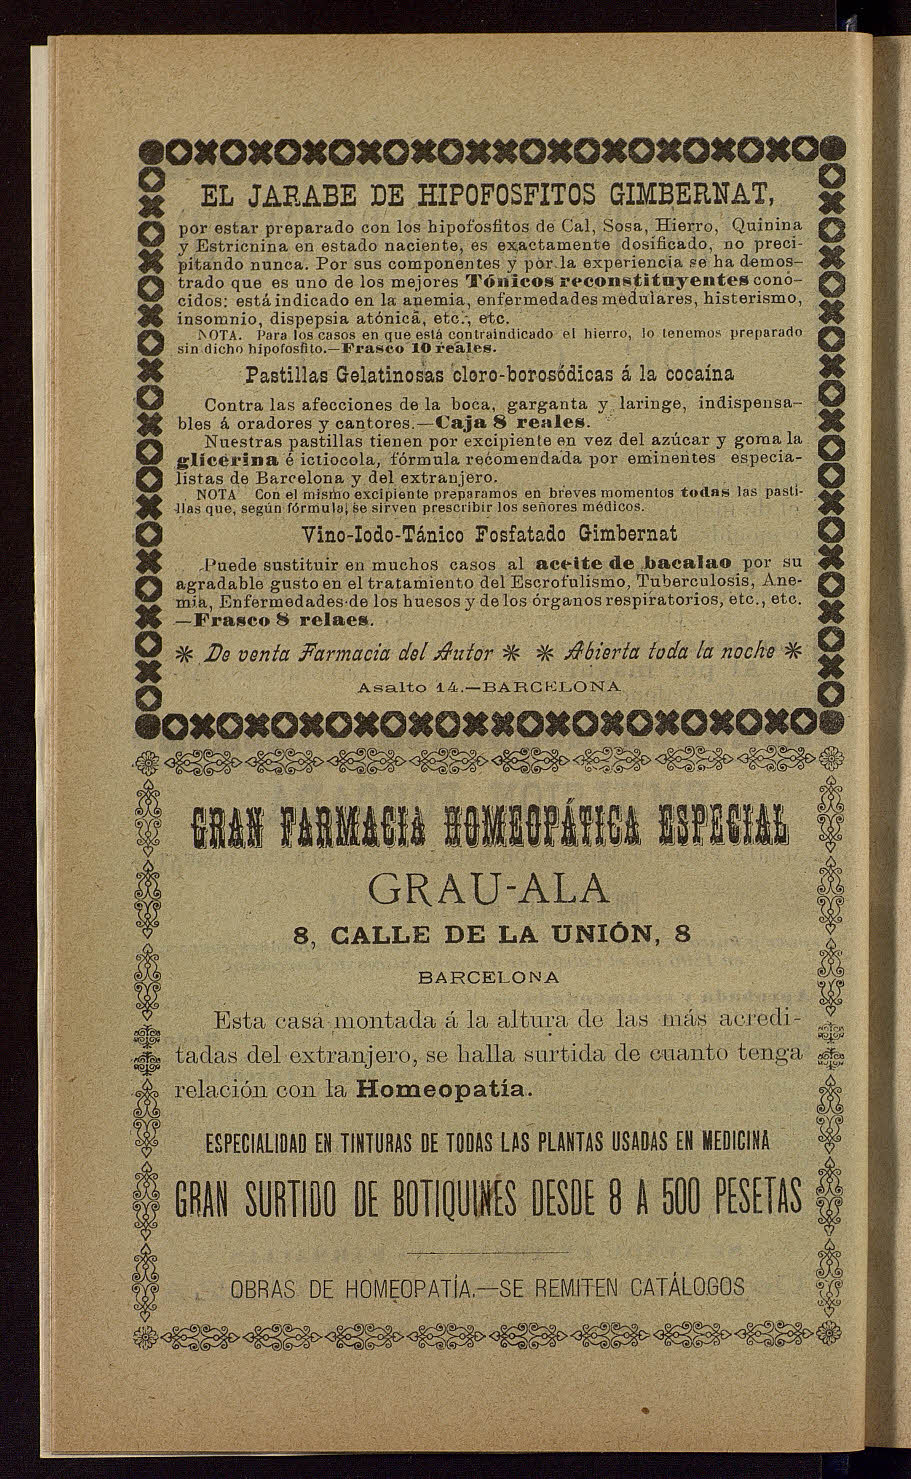 EL JARABE DE HIPOFOSFITOS GIMBERNAT,
por estar preparado con los hipofosfitos de Cal, Sosa, Hierro, Quinina
y Estricnina en estado naciente, es exactamente dosificado, no preci-
pitando nunca. Por sus componentes y por la experiencia se ha demos-
trado que es uno de los mejores Tónicos reconstituyentes cono-
cidos: está indicado en la anemia, enfermedades medulares, histerismo,
insomnio, dispepsia atónica, etc., etc.
NOTA. Para los casos en que está contraindicado el hierro, lo tenemos preparado
sin dicho hipofosfito.—Frasco 10 reales.
Pastillas Gelatinosas cloro-borosódicas á la cocaína
Contra las afecciones de la boca, garganta y laringe, indispensa-
bles á oradores y cantores.—Caja 8 reales.
Nuestras pastillas tienen por excipiente en vez del azúcar y goma la
glicerina é ictiocola, fórmula recomendada por eminentes especia-
listas de Barcelona y del extranjero.
NOTA Con el mismo excipiente preparamos en breves momentos todas las pasti-
llas que, según fórmula, se sirven prescribir los señores médicos.
Vino-Iodo-Tánico Fosfatado Gimbernat
Puede sustituir en muchos casos al aceite de bacalao por su
agradable gusto en el tratamiento del Escrofulismo, Tuberculosis, Ane-
mia, Enfermedades de los huesos y de los órganos respiratorios, etc., etc.
—Frasco 8 relaes.
* De venta Farmacia del Autor * * Abierta toda la noche *
Asalto 14.—BARCELONA
GRAN FARMACIA HOMEOPÁTICA ESPECIAL
GRAU-ALA
8, CALLE DE LA UNIÓN, 8
BARCELONA
Esta casa montada á la altura de las más acredi-
tadas del extranjero, se halla surtida de cuanto tenga
relación con la Homeopatía.
ESPECIALIDAD EN TINTURAS DE TODAS LAS PLANTAS USADAS EN MEDICINA
GRAN SURTIDO DE BOTIQUINES DESDE 8 A 500 PESETAS
OBRAS DE HOMEOPATÍA.—SE REMITEN CATÁLOGOS